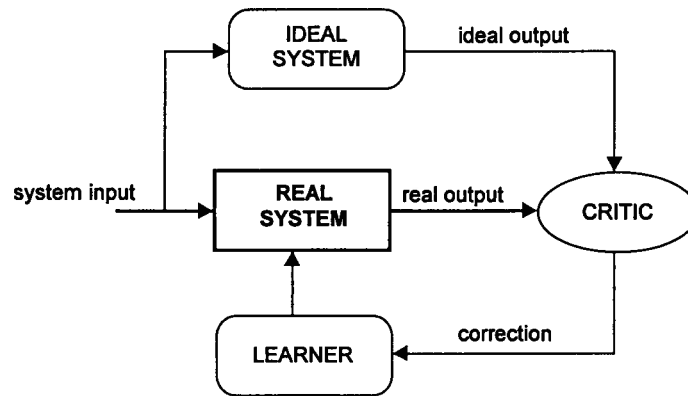 IDEAL
SYSTEM
ideal output
system input
REAL
SYSTEM
real output
CRITIC
LEARNER
correction